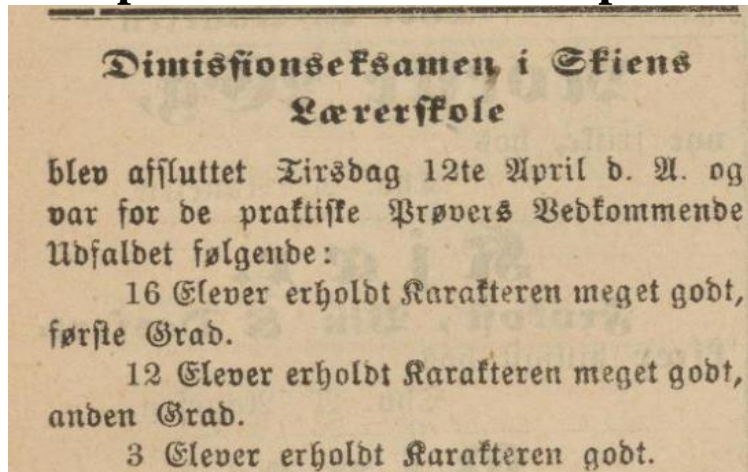 Dimissionseksamen i Skiens
Lærerskole
blev afsluttet Tirsdag 12te April d. A. og
var for de praktiske Prøvers Vedkommende
Udfaldet følgende:
16 Elever erholdt Karakteren meget godt,
første Grad.
12 Elever erholdt Karakteren meget godt,
anden Grad.
3 Elever erholdt Karakteren godt.